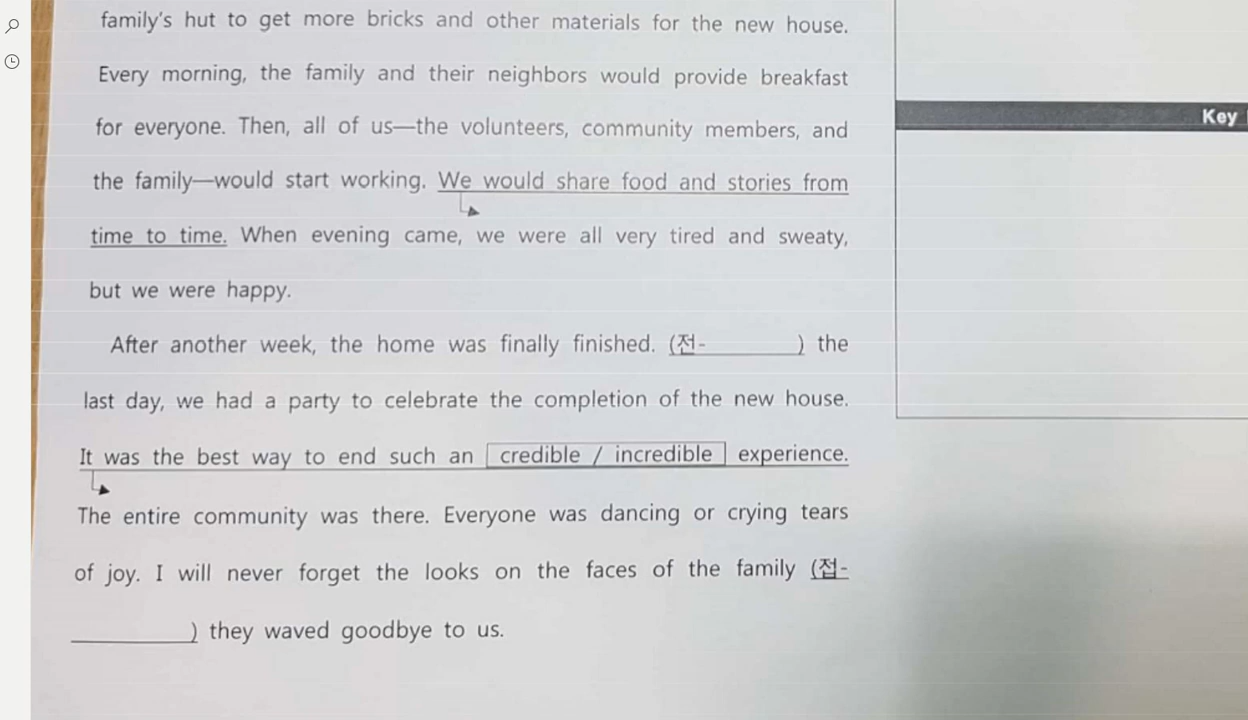 family's hut to get more bricks and other materials for the new house.
Every morning, the family and their neighbors would provide breakfast
for everyone. Then, all of us—the volunteers, community members, and
the family—would start working. We would share food and stories from
time to time. When evening came, we were all very tired and sweaty,
but we were happy.
After another week, the home was finally finished. (전-__________) the
last day, we had a party to celebrate the completion of the new house.
It was the best way to end such an credible / incredible experience.
The entire community was there. Everyone was dancing or crying tears
of joy. I will never forget the looks on the faces of the family (접-
__________) they waved goodbye to us.
Key